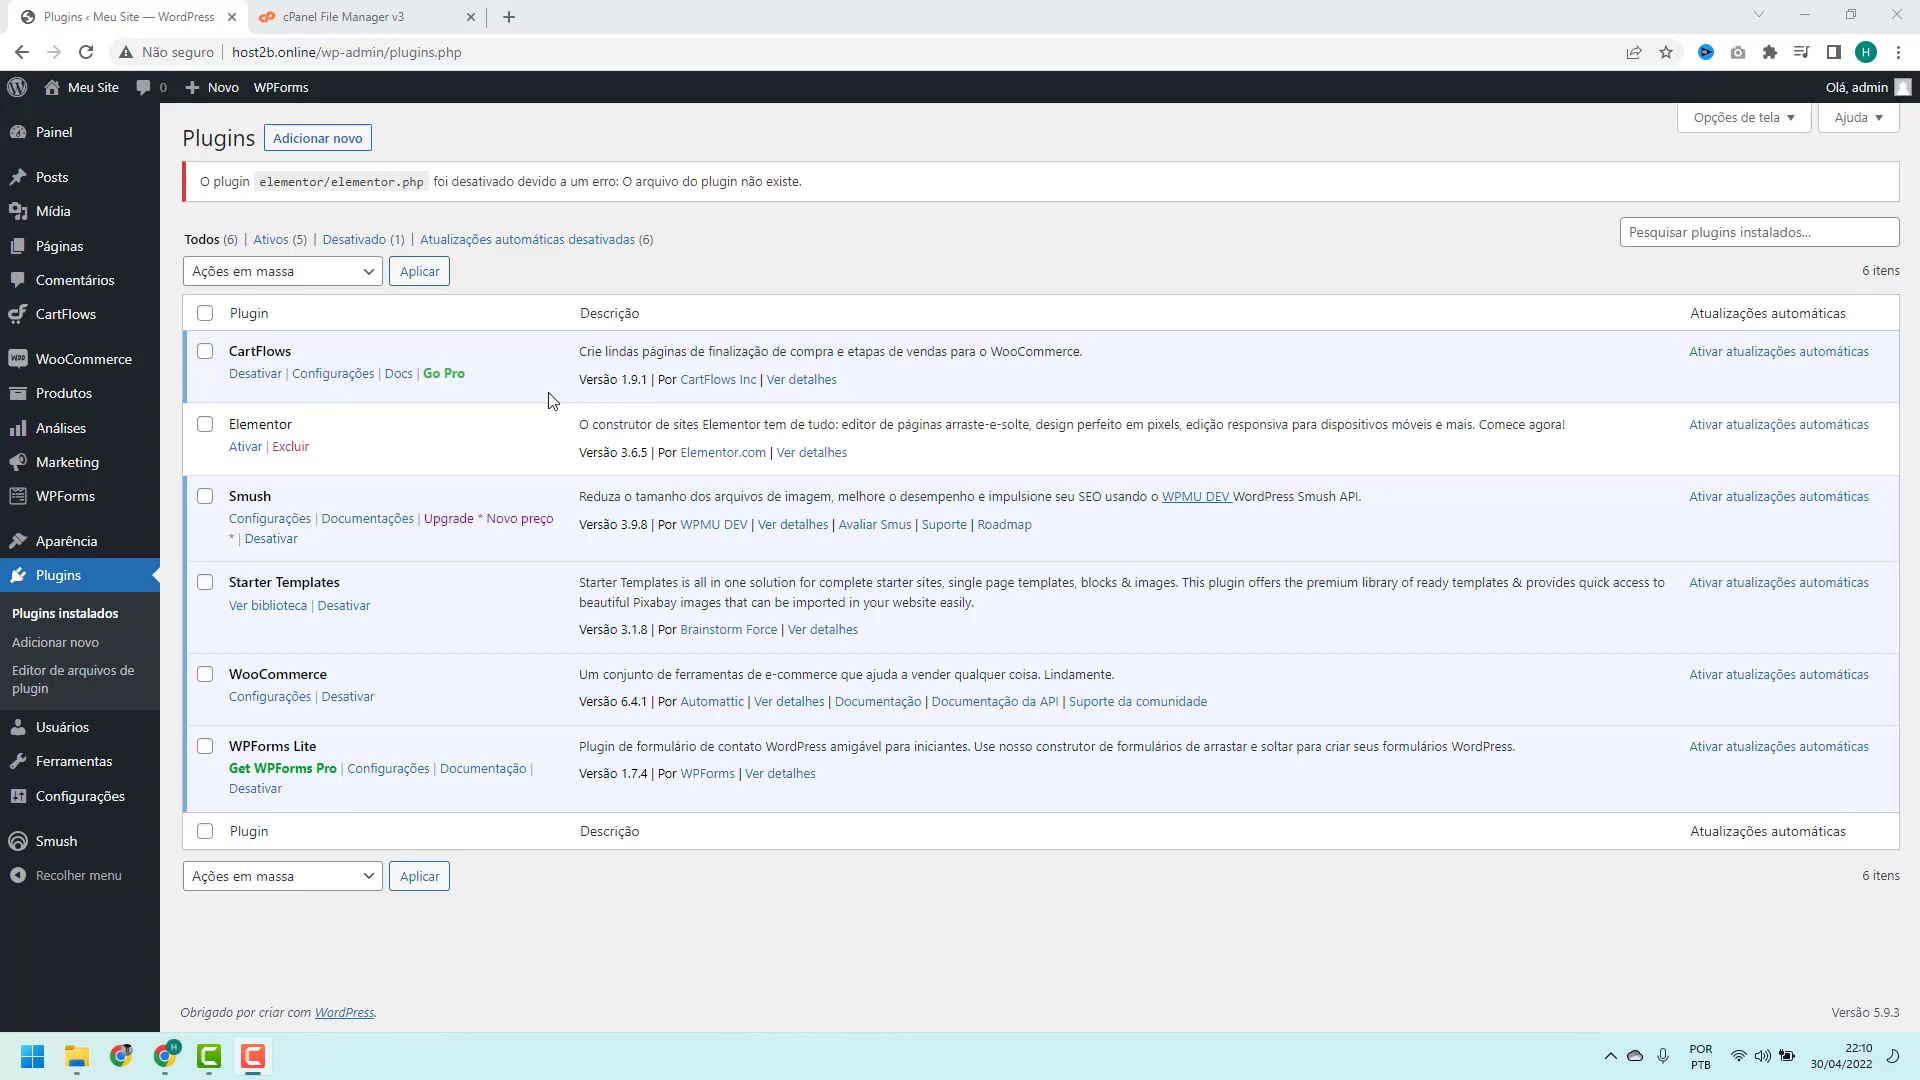 Plugins ‹ Meu Site — WordPress
cPanel File Manager v3
Não seguro
host2b.online/wp-admin/plugins.php
H
Meu Site
0
Novo
WPForms
Olá, admin
Opções de tela
Ajuda
Painel
Posts
Mídia
Páginas
Comentários
CartFlows
WooCommerce
Produtos
Análises
Marketing
WPForms
Aparência
Plugins
Plugins instalados
Adicionar novo
Editor de arquivos de
plugin
Usuários
Ferramentas
Configurações
Smush
Recolher menu
Plugins
Adicionar novo
O plugin elementor/elementor.php foi desativado devido a um erro: O arquivo do plugin não existe.
Todos (6) | Ativos (5) | Desativado (1) | Atualizações automáticas desativadas (6)
Pesquisar plugins instalados...
Ações em massa
Aplicar
6 itens
Plugin
Descrição
Atualizações automáticas
CartFlows
Desativar | Configurações | Docs | Go Pro
Crie lindas páginas de finalização de compra e etapas de vendas para o WooCommerce.
Versão 1.9.1 | Por CartFlows Inc | Ver detalhes
Ativar atualizações automáticas
Elementor
Ativar | Excluir
O construtor de sites Elementor tem de tudo: editor de páginas arraste-e-solte, design perfeito em pixels, edição responsiva para dispositivos móveis e mais. Comece agora!
Versão 3.6.5 | Por Elementor.com | Ver detalhes
Ativar atualizações automáticas
Smush
Configurações | Documentações | Upgrade * Novo preço
* | Desativar
Reduza o tamanho dos arquivos de imagem, melhore o desempenho e impulsione seu SEO usando o WPMU DEV WordPress Smush API.
Versão 3.9.8 | Por WPMU DEV | Ver detalhes | Avaliar Smus | Suporte | Roadmap
Ativar atualizações automáticas
Starter Templates
Ver biblioteca | Desativar
Starter Templates is all in one solution for complete starter sites, single page templates, blocks & images. This plugin offers the premium library of ready templates & provides quick access to
beautiful Pixabay images that can be imported in your website easily.
Versão 3.1.8 | Por Brainstorm Force | Ver detalhes
Ativar atualizações automáticas
WooCommerce
Configurações | Desativar
Um conjunto de ferramentas de e-commerce que ajuda a vender qualquer coisa. Lindamente.
Versão 6.4.1 | Por Automattic | Ver detalhes | Documentação | Documentação da API | Suporte da comunidade
Ativar atualizações automáticas
WPForms Lite
Get WPForms Pro | Configurações | Documentação |
Desativar
Plugin de formulário de contato WordPress amigável para iniciantes. Use nosso construtor de formulários de arrastar e soltar para criar seus formulários WordPress.
Versão 1.7.4 | Por WPForms | Ver detalhes
Ativar atualizações automáticas
Plugin
Descrição
Atualizações automáticas
Ações em massa
Aplicar
6 itens
Obrigado por criar com WordPress.
Versão 5.9.3
POR
PTB
22:10
30/04/2022